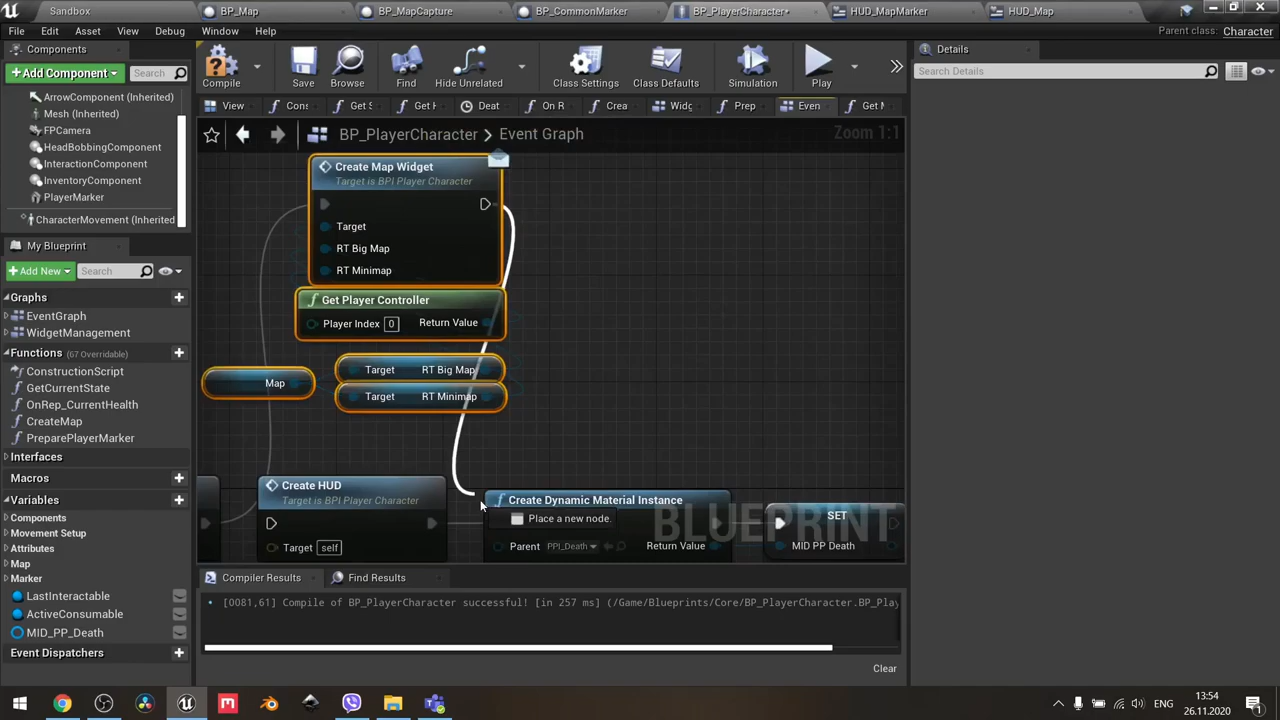 Sandbox
BP_Map
BP_MapCapture
BP_CommonMarker
BP_PlayerCharacter•
HUD_MapMarker
HUD_Map
File Edit Asset View Debug Window Help
Parent class: Character
Components
+Add Component
Search
ArrowComponent (Inherited)
Mesh (Inherited)
FPCamera
HeadBobbingComponent
InteractionComponent
InventoryComponent
PlayerMarker
CharacterMovement (Inherited)
My Blueprint
+Add New
Search
Graphs
EventGraph
WidgetManagement
Functions (67 Overridable)
ConstructionScript
GetCurrentState
OnRep_CurrentHealth
CreateMap
PreparePlayerMarker
Interfaces
Macros
Variables
Components
Movement Setup
Attributes
Map
Marker
LastInteractable
ActiveConsumable
MID_PP_Death
Event Dispatchers
Compile
Save
Browse
Find
Hide Unrelated
Class Settings
Class Defaults
Simulation
Play
View
Cons
Get S
Get H
Deat
On R
Crea
Widg
Prep
Even
Get M
BP_PlayerCharacter > Event Graph
Zoom 1:1
Create Map Widget
Target is BPI Player Character
Target
RT Big Map
RT Minimap
Get Player Controller
Player Index 0
Return Value
Map
Target RT Big Map
Target RT Minimap
Create HUD
Target is BPI Player Character
Target self
Create Dynamic Material Instance
Place a new node.
Parent PPI_Death
Return Value
SET
MID PP Death
BLUEPRINT
Compiler Results
Find Results
[0081,61] Compile of BP_PlayerCharacter successful! [in 257 ms] (/Game/Blueprints/Core/BP_PlayerCharacter.BP_Play
Clear
Details
Search Details
ENG
13:54
26.11.2020